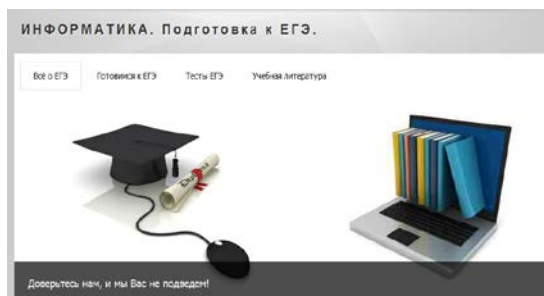 ИНФОРМАТИКА. Подготовка к ЕГЭ.
Всё о ЕГЭ Готовимся к ЕГЭ Тесты ЕГЭ Учебная литература
Доверьтесь нам, и мы Вас не подведем!